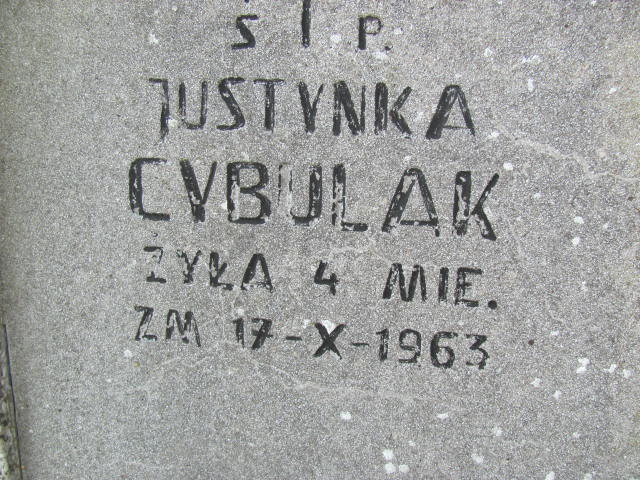 Ś † P.
JUSTYNKA
CYBULAK
ŻYŁA 4 MIE.
ZM 17-X-1963